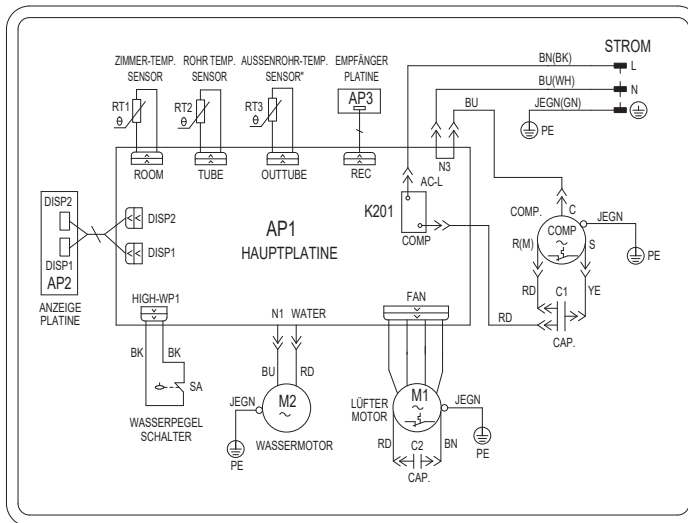 STROM
BN(BK)
L
BU(WH)
N
BU
JEGN(GN)
PE
ZIMMER-TEMP.
SENSOR
ROHR TEMP.
SENSOR
AUSSENROHR-TEMP.
SENSOR*
EMPFÄNGER
PLATINE
RT1
θ
RT2
θ
RT3
θ
AP3
ROOM
TUBE
OUTTUBE
REC
N3
AC-L
K201
COMP
AP1
HAUPTPLATINE
DISP2
DISP1
AP2
ANZEIGE
PLATINE
DISP2
DISP1
COMP.
C
JEGN
COMP
~
R(M)
S
PE
RD
C1
YE
RD
CAP.
HIGH-WP1
N1
WATER
FAN
BK
BK
SA
WASSERPEGEL
SCHALTER
BU
RD
JEGN
M2
~
PE
WASSERMOTOR
LÜFTER
MOTOR
M1
~
JEGN
RD
C2
BN
CAP.
PE